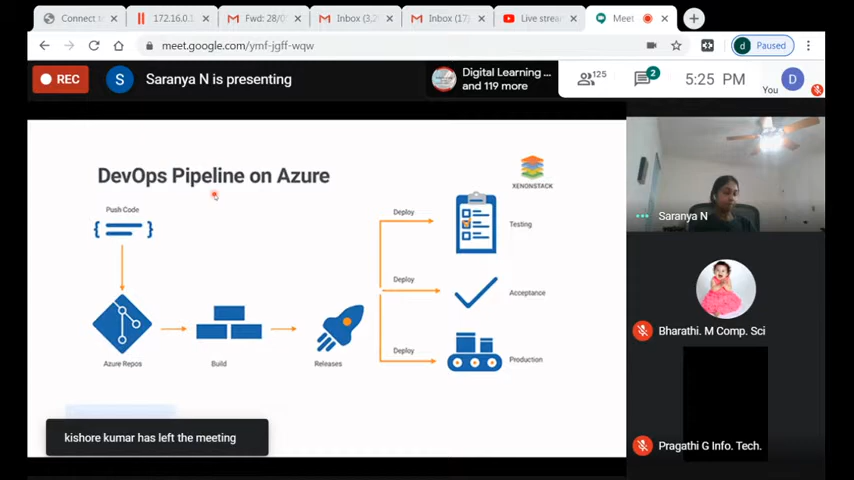 Connect t
172.16.0.1
Fwd: 28/0
Inbox (3,2
Inbox (17
Live strea
Meet
meet.google.com/ymf-jgff-wqw
d
Paused
REC
S
Saranya N is presenting
Digital Learning ...
and 119 more
125
2
5:25 PM
You
D
DevOps Pipeline on Azure
XENONSTACK
Push Code
Deploy
Testing
Deploy
Acceptance
Deploy
Production
Azure Repos
Build
Releases
kishore kumar has left the meeting
Saranya N
Bharathi. M Comp. Sci
Pragathi G Info. Tech.